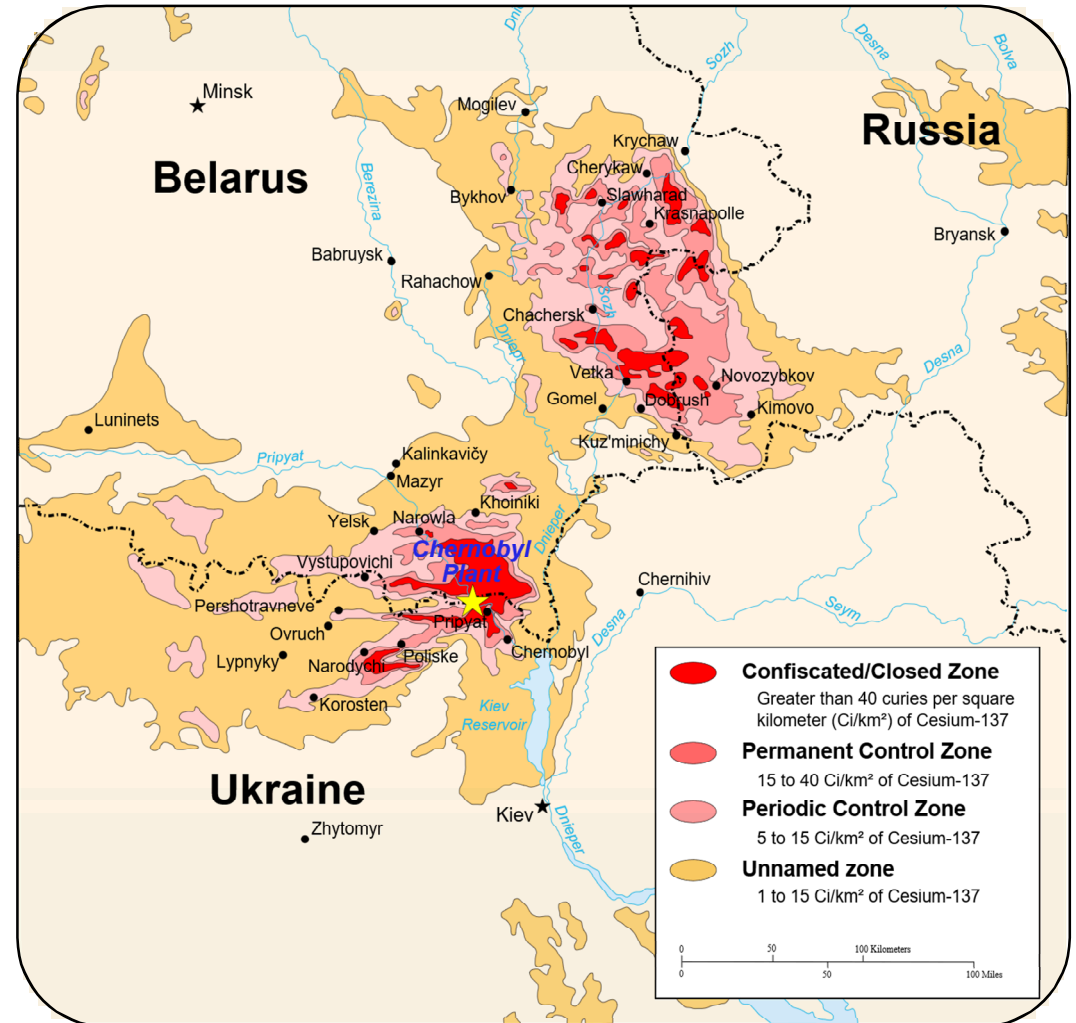 Dnie
Sozh
Desna
Bolva
Minsk
Mogilev
Russia
Krychaw
Cherykaw
Belarus
Berezina
Bykhov
Slawharad
Krasnapolle
Bryansk
Babruysk
Rahachow
Sozh
Chachersk
Dniepr
Desna
Vetka
Novozybkov
Gomel
Dobrush
Klmovo
Luninets
Kuz'minichy
Pripyat
Kalinkavičy
Mazyr
Khoiniki
Yelsk
Narowla
Dnieper
Chernobyl
Plant
Vystupovichi
Chernihiv
Pershotravneve
Pripyat
Desna
Seym
Ovruch
Chernobyl
Lypnyky
Narodychi
Poliske
Korosten
Kiev
Reservoir
Ukraine
Kiev
Dnieper
Zhytomyr
Confiscated/Closed Zone
Greater than 40 curies per square
kilometer (Ci/km²) of Cesium-137
Permanent Control Zone
15 to 40 Ci/km² of Cesium-137
Periodic Control Zone
5 to 15 Ci/km² of Cesium-137
Unnamed zone
1 to 15 Ci/km² of Cesium-137
0 50 100 Kilometers
0 50 100 Miles